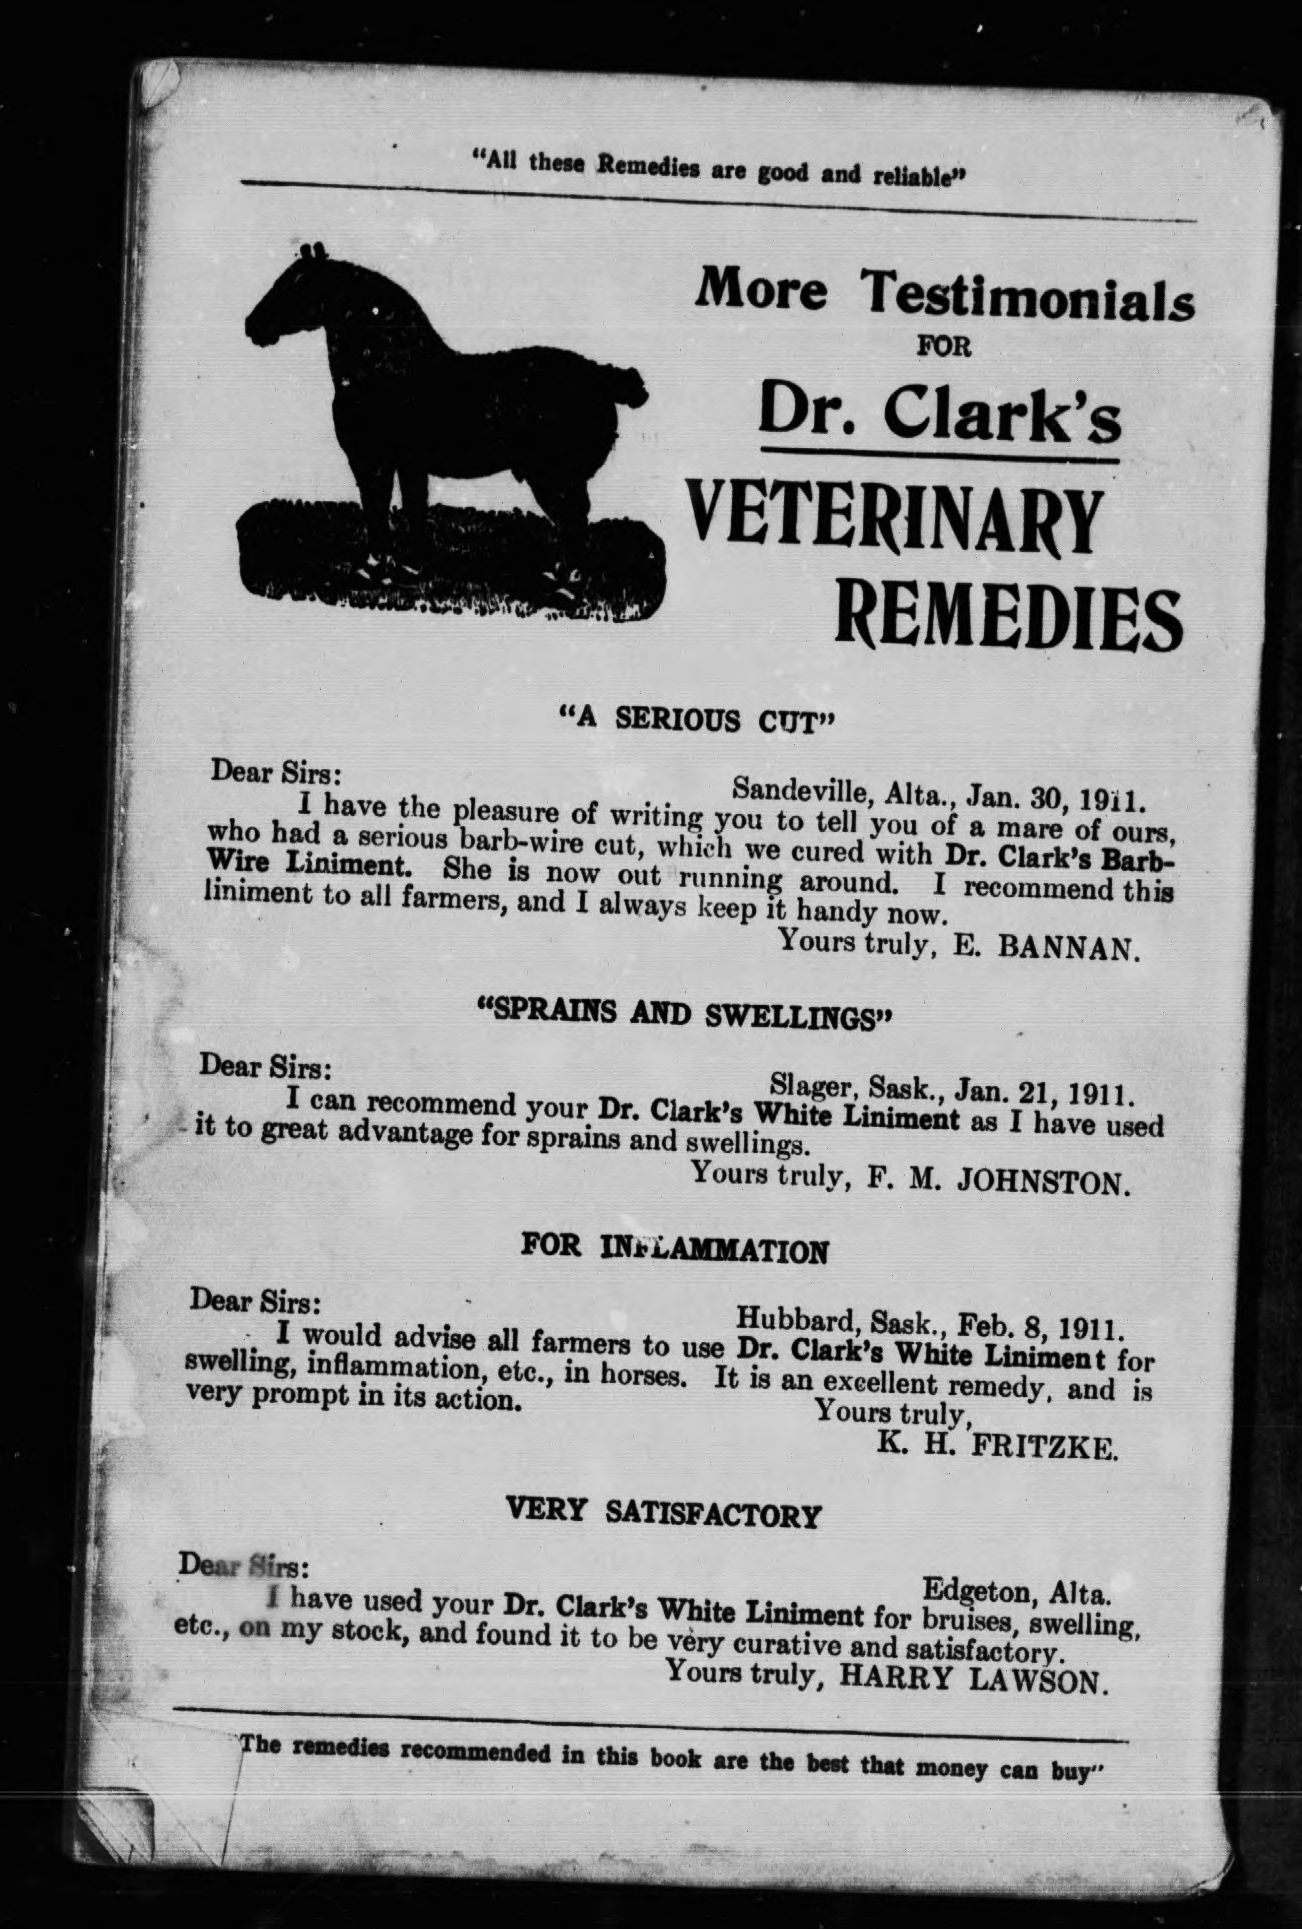 "All these Remedies are good and reliable"
More Testimonials
FOR
Dr. Clark's
VETERINARY
REMEDIES
"A SERIOUS CUT"
Dear Sirs:
Sandeville, Alta., Jan. 30, 1911.
I have the pleasure of writing you to tell you of a mare of ours,
who had a serious barb-wire cut, which we cured with Dr. Clark's Barb-
Wire Liniment. She is now out running around. I recommend this
liniment to all farmers, and I always keep it handy now.
Yours truly, E. BANNAN.
"SPRAINS AND SWELLINGS"
Dear Sirs:
Slager, Sask., Jan. 21, 1911.
I can recommend your Dr. Clark's White Liniment as I have used
it to great advantage for sprains and swellings.
Yours truly, F. M. JOHNSTON.
FOR INFLAMMATION
Dear Sirs:
Hubbard, Sask., Feb. 8, 1911.
I would advise all farmers to use Dr. Clark's White Liniment for
swelling, inflammation, etc., in horses. It is an excellent remedy, and is
very prompt in its action.
Yours truly,
K. H. FRITZKE.
VERY SATISFACTORY
Dear Sirs:
Edgeton, Alta.
I have used your Dr. Clark's White Liniment for bruises, swelling,
etc., on my stock, and found it to be very curative and satisfactory.
Yours truly, HARRY LAWSON.
"The remedies recommended in this book are the best that money can buy"